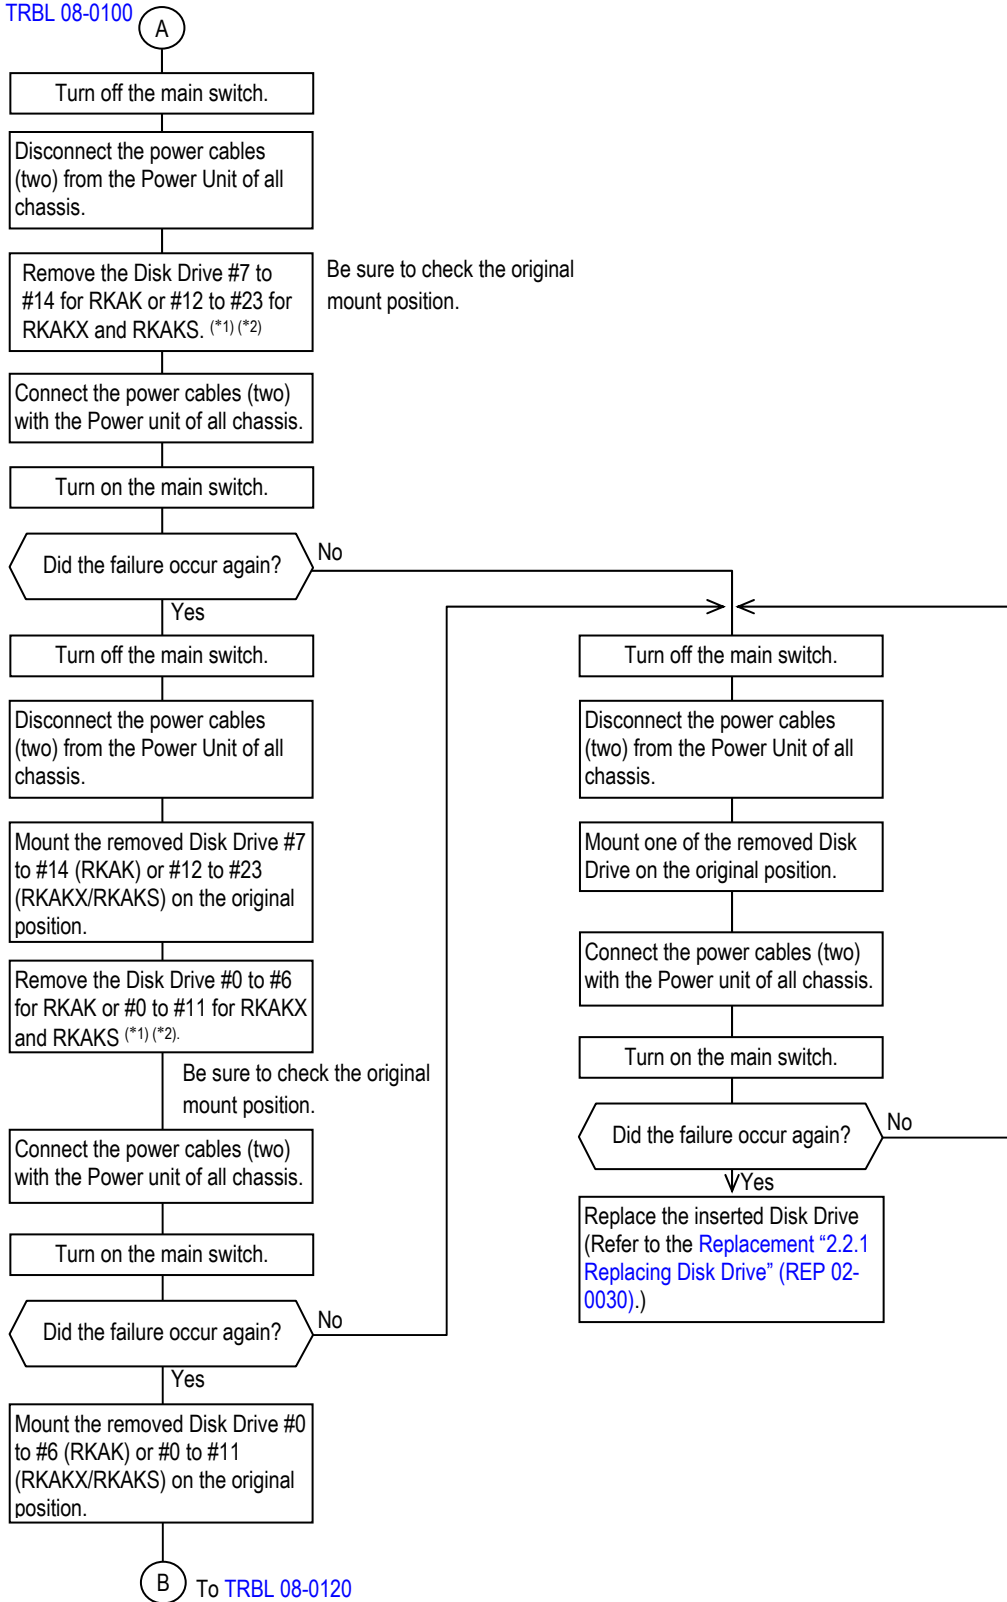 TRBL 08-0100
A
Turn off the main switch.
Disconnect the power cables
(two) from the Power Unit of all
chassis.
Remove the Disk Drive #7 to
#14 for RKAK or #12 to #23 for
RKAKX and RKAKS. (*1) (*2)
Be sure to check the original
mount position.
Connect the power cables (two)
with the Power unit of all chassis.
Turn on the main switch.
Did the failure occur again?
No
Yes
Turn off the main switch.
Disconnect the power cables
(two) from the Power Unit of all
chassis.
Mount the removed Disk Drive #7
to #14 (RKAK) or #12 to #23
(RKAKX/RKAKS) on the original
position.
Remove the Disk Drive #0 to #6
for RKAK or #0 to #11 for RKAKX
and RKAKS (*1) (*2).
Be sure to check the original
mount position.
Connect the power cables (two)
with the Power unit of all chassis.
Turn on the main switch.
Did the failure occur again?
No
Yes
Mount the removed Disk Drive #0
to #6 (RKAK) or #0 to #11
(RKAKX/RKAKS) on the original
position.
B
To TRBL 08-0120
Turn off the main switch.
Disconnect the power cables
(two) from the Power Unit of all
chassis.
Mount one of the removed Disk
Drive on the original position.
Connect the power cables (two)
with the Power unit of all chassis.
Turn on the main switch.
Did the failure occur again?
No
Yes
Replace the inserted Disk Drive
(Refer to the Replacement “2.2.1
Replacing Disk Drive” (REP 02-
0030).)